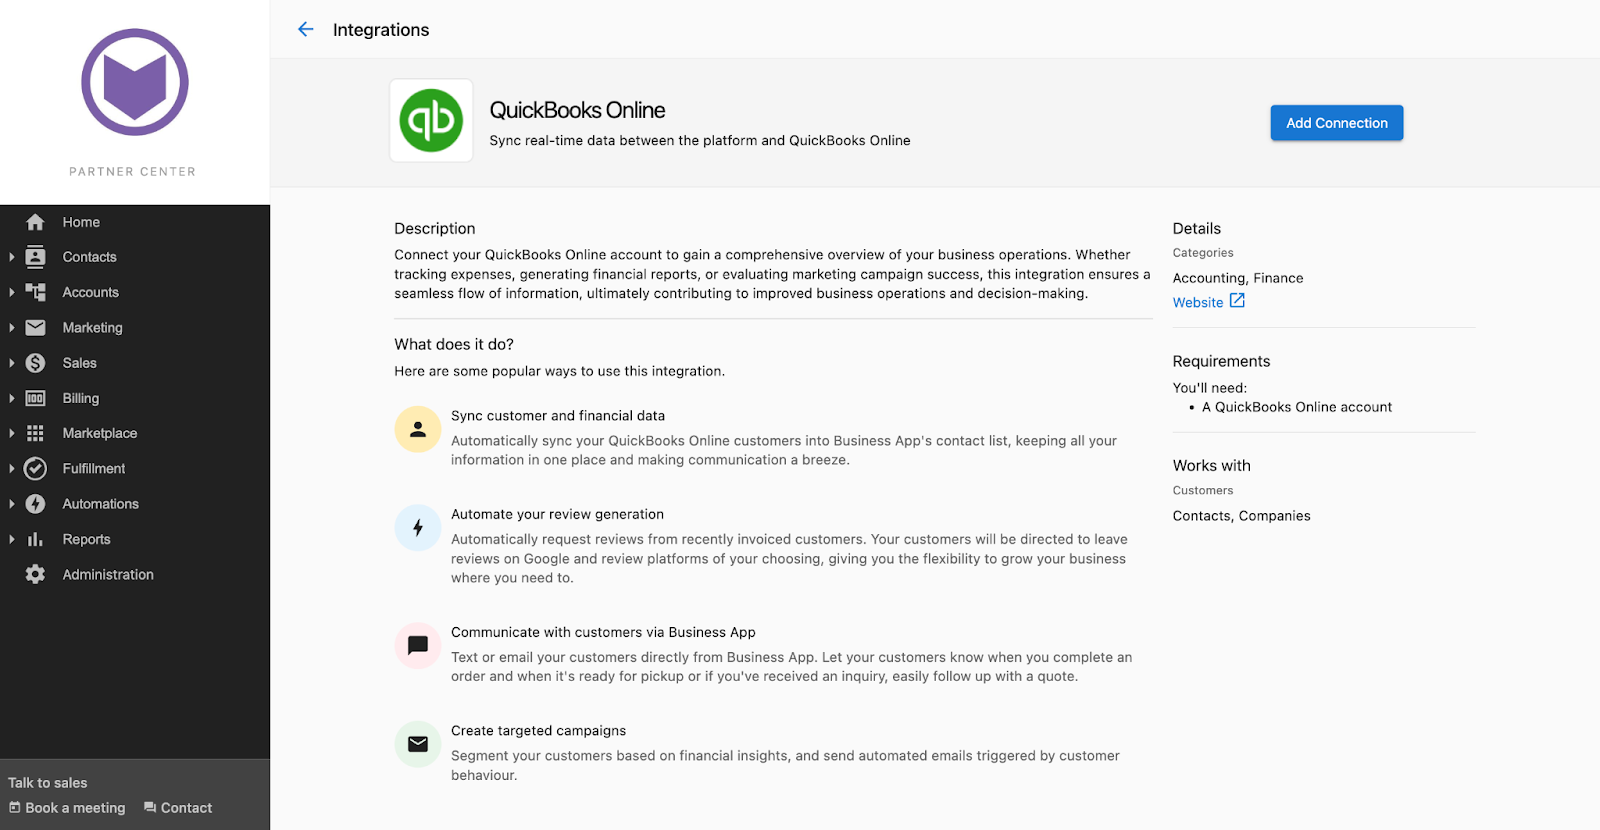 PARTNER CENTER
Home
Contacts
Accounts
Marketing
Sales
Billing
Marketplace
Fulfillment
Automations
Reports
Administration
Talk to sales
Book a meeting
Contact
Integrations
qb
QuickBooks Online
Sync real-time data between the platform and QuickBooks Online
Add Connection
Description
Connect your QuickBooks Online account to gain a comprehensive overview of your business operations. Whether
tracking expenses, generating financial reports, or evaluating marketing campaign success, this integration ensures a
seamless flow of information, ultimately contributing to improved business operations and decision-making.
What does it do?
Here are some popular ways to use this integration.
Sync customer and financial data
Automatically sync your QuickBooks Online customers into Business App's contact list, keeping all your
information in one place and making communication a breeze.
Automate your review generation
Automatically request reviews from recently invoiced customers. Your customers will be directed to leave
reviews on Google and review platforms of your choosing, giving you the flexibility to grow your business
where you need to.
Communicate with customers via Business App
Text or email your customers directly from Business App. Let your customers know when you complete an
order and when it's ready for pickup or if you've received an inquiry, easily follow up with a quote.
Create targeted campaigns
Segment your customers based on financial insights, and send automated emails triggered by customer
behaviour.
Details
Categories
Accounting, Finance
Website
Requirements
You'll need:
• A QuickBooks Online account
Works with
Customers
Contacts, Companies